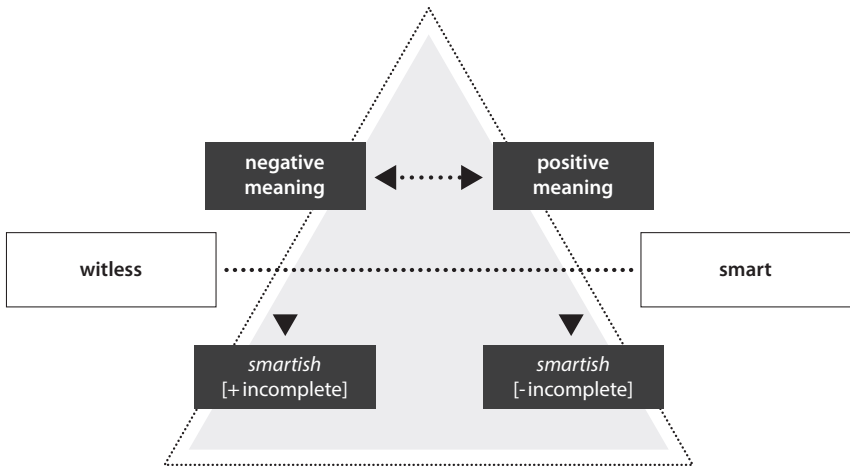 negative
meaning
positive
meaning
witless
smart
smartish
[+incomplete]
smartish
[-incomplete]